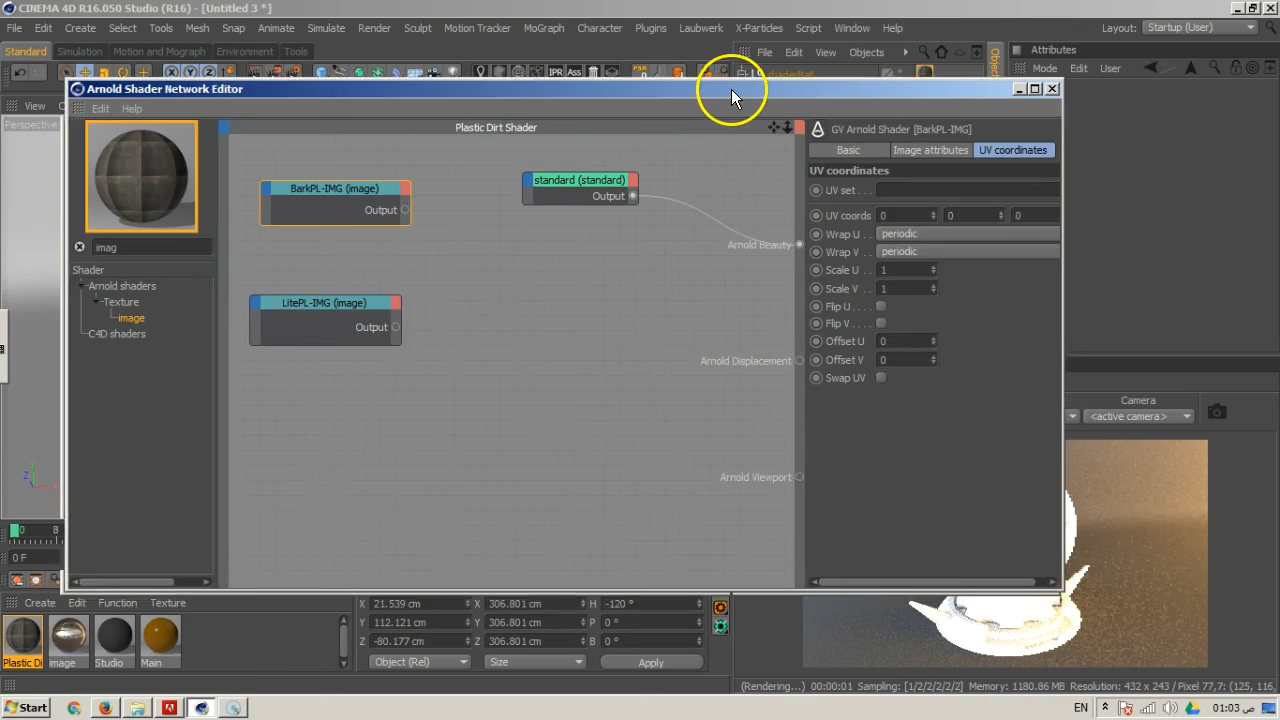 CINEMA 4D R16.050 Studio (R16) - [Untitled 3 *]
File Edit Create Select Tools Mesh Snap Animate Simulate Render Sculpt Motion Tracker MoGraph Character Plugins Laubwerk X-Particles Script Window Help Layout: Startup (User)
Standard Simulation Motion and Mograph Environment Tools File Edit View Objects Attributes
X Y Z IPR Ass PSR Mode Edit User
Arnold Shader Network Editor
View
Edit Help
Perspective
Plastic Dirt Shader
GV Arnold Shader [BarkPL-IMG]
Basic Image attributes UV coordinates
UV coordinates
BarkPL-IMG (image)
Output
standard (standard)
Output
UV set
UV coords 0 0 0
Wrap U periodic
Arnold Beauty
Wrap V periodic
imag
Shader
Arnold shaders
Texture
image
C4D shaders
Scale U 1
Scale V 1
Flip U
Flip V
LitePL-IMG (image)
Output
Offset U 0
Offset V 0
Swap UV
Arnold Displacement
Arnold Viewport
Camera
<active camera>
Y
Z
0 8
0 F
Create Edit Function Texture
X 21.539 cm X 306.801 cm H -120 °
Y 112.121 cm Y 306.801 cm P 0 °
Z -80.177 cm Z 306.801 cm B 0 °
Object (Rel) Size Apply
Plastic Di image Studio Main
(Rendering...) 00:00:01 Sampling: [1/2/2/2/2/2] Memory: 1180.86 MB Resolution: 432 x 243 / Pixel 77,7: (125, 116,
Start EN 01:03 ص